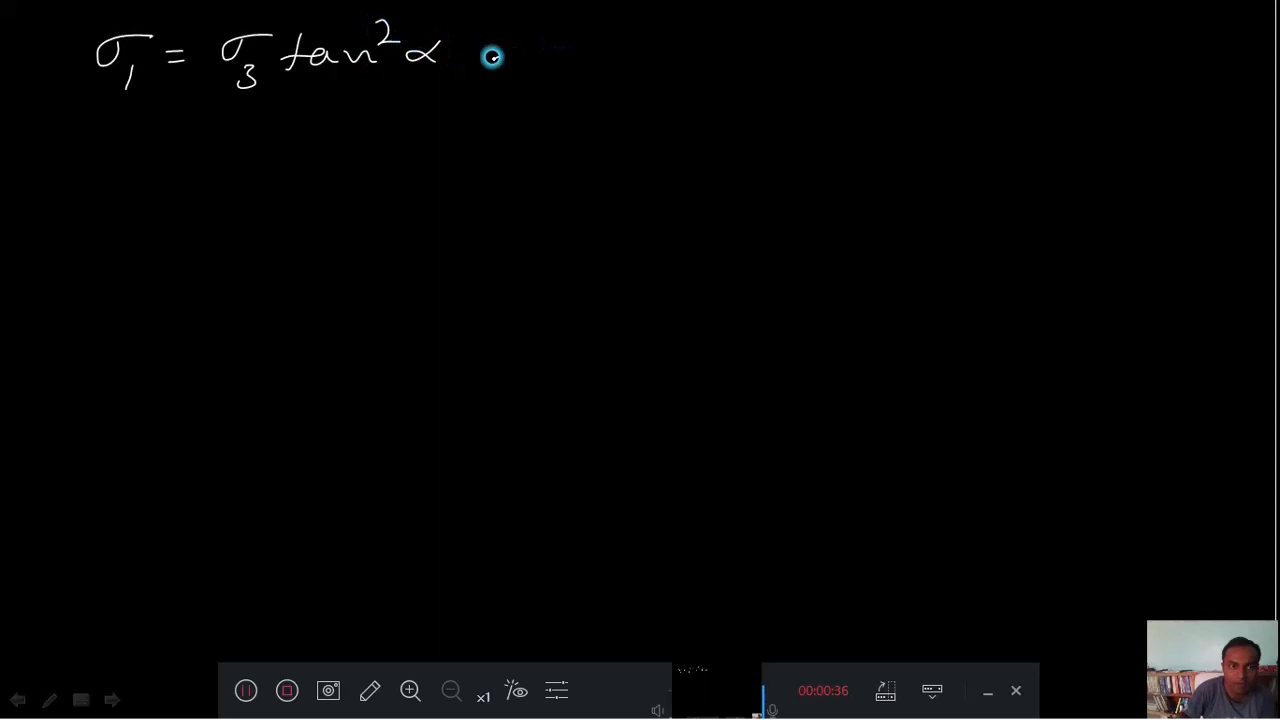 σ₁ = σ₃ tan²α
x1
00:00:36